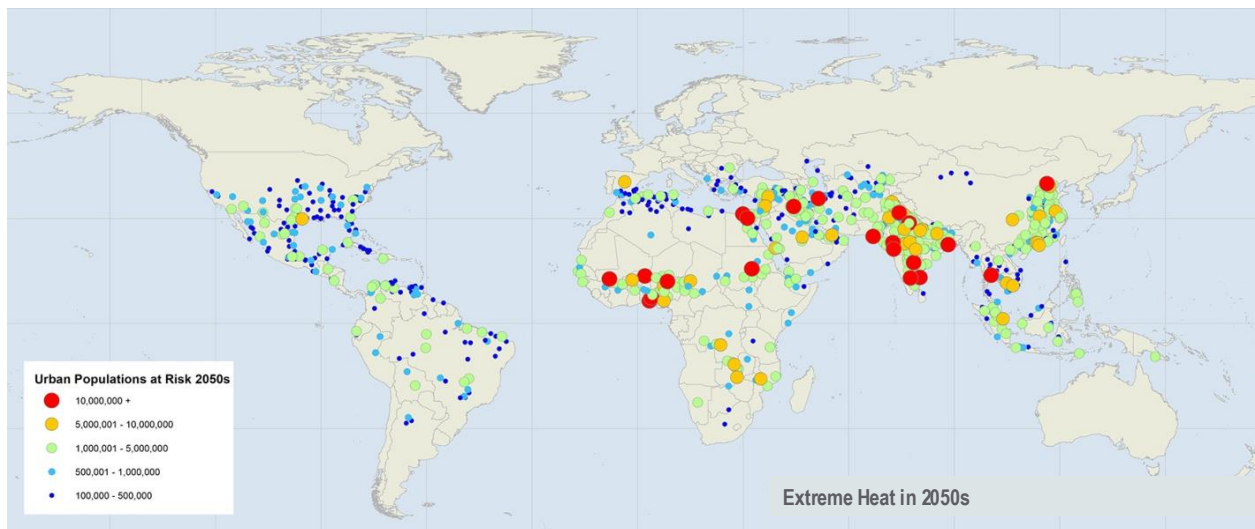 Urban Populations at Risk 2050s
10,000,000 +
5,000,001 - 10,000,000
1,000,001 - 5,000,000
500,001 - 1,000,000
100,000 - 500,000
Extreme Heat in 2050s